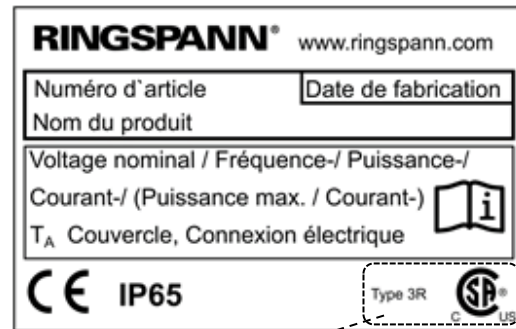 RINGSPANN® www.ringspann.com
Numéro d`article Date de fabrication
Nom du produit
Voltage nominal / Fréquence-/ Puissance-/
Courant-/ (Puissance max. / Courant-)
TA Couvercle, Connexion électrique
i
CE IP65 Type 3R C SA® US